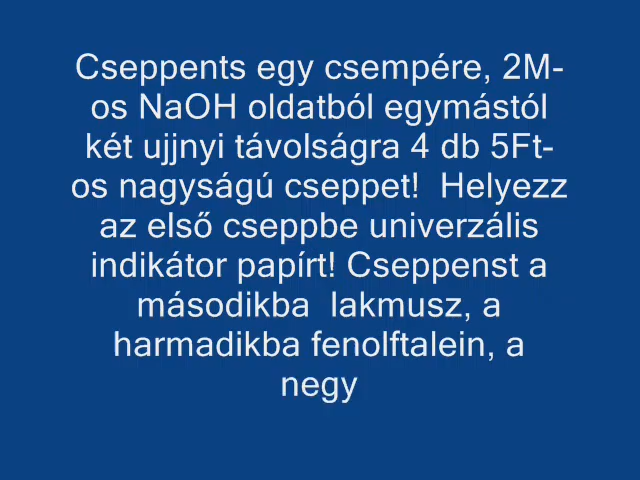 Cseppents egy csempére, 2M-
os NaOH oldatból egymástól
két ujjnyi távolságra 4 db 5Ft-
os nagyságú cseppet!  Helyezz
az első cseppbe univerzális
indikátor papírt! Cseppenst a
másodikba  lakmusz, a
harmadikba fenolftalein, a
negy